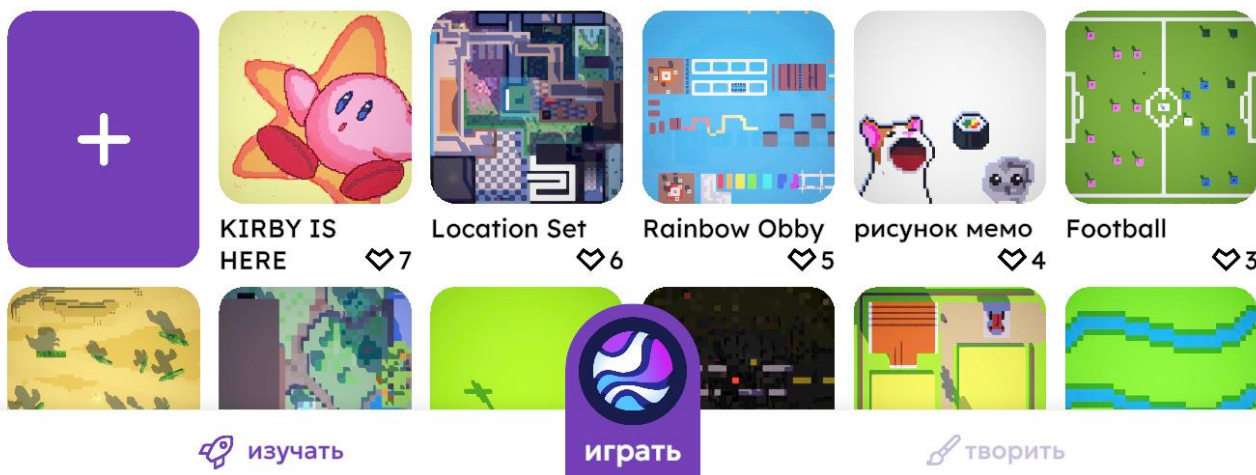 KIRBY IS
HERE
7
Location Set
6
Rainbow Obby
5
рисунок мемо
4
Football
3
изучать
играть
творить